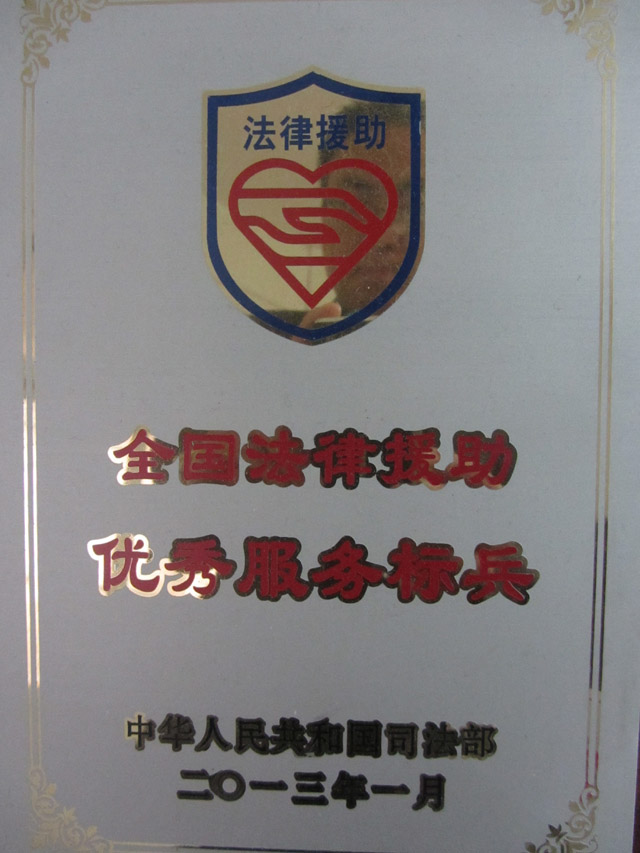 法律援助
全国法律援助
优秀服务标兵
中华人民共和国司法部
二〇一三年一月